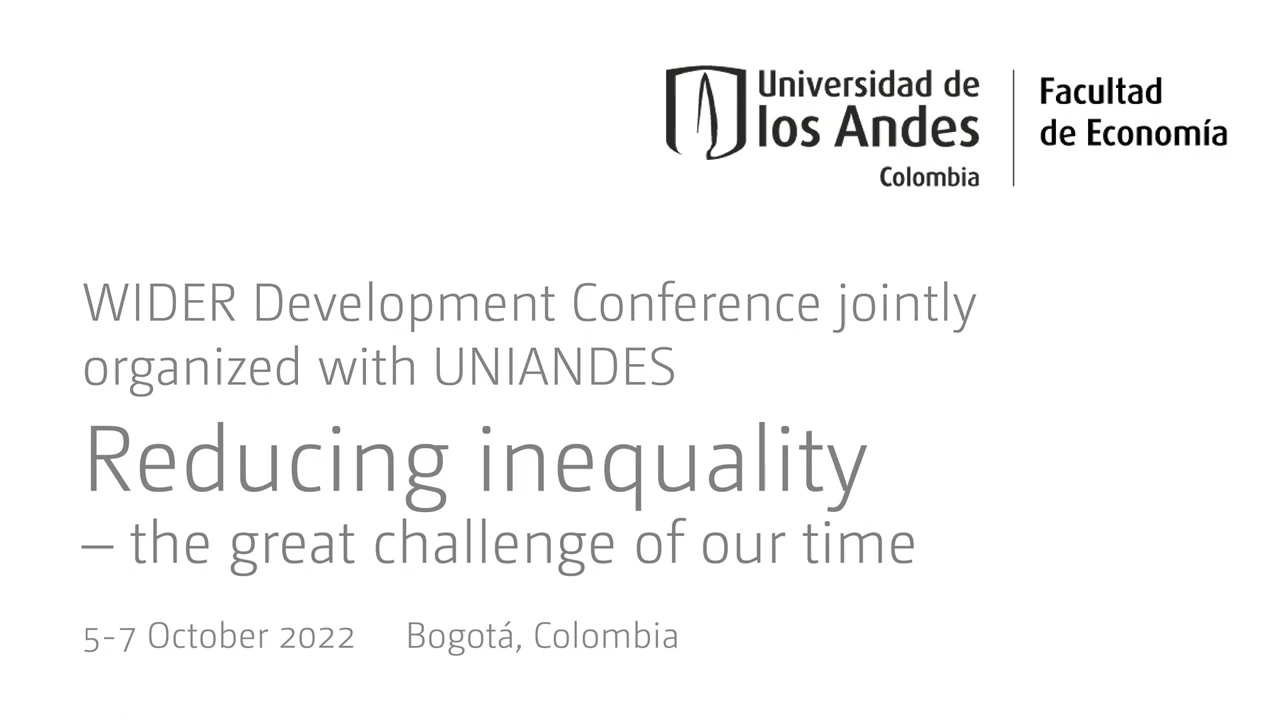 Universidad de
los Andes
Colombia
Facultad
de Economía
WIDER Development Conference jointly
organized with UNIANDES
Reducing inequality
– the great challenge of our time
5-7 October 2022 Bogotá, Colombia